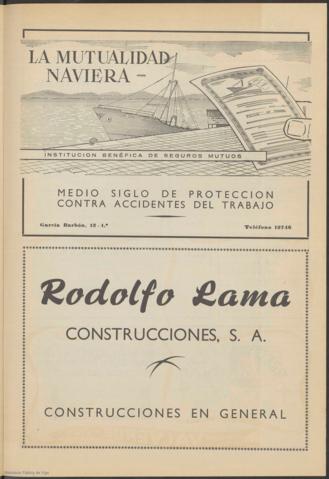 LA MUTUALIDAD
NAVIERA
INSTITUCION BENÉFICA DE SEGUROS MUTUOS
MEDIO SIGLO DE PROTECCION
CONTRA ACCIDENTES DEL TRABAJO
García Barbón, 12 - 1.º Teléfono 12746
Rodolfo Lama
CONSTRUCCIONES, S. A.
CONSTRUCCIONES EN GENERAL